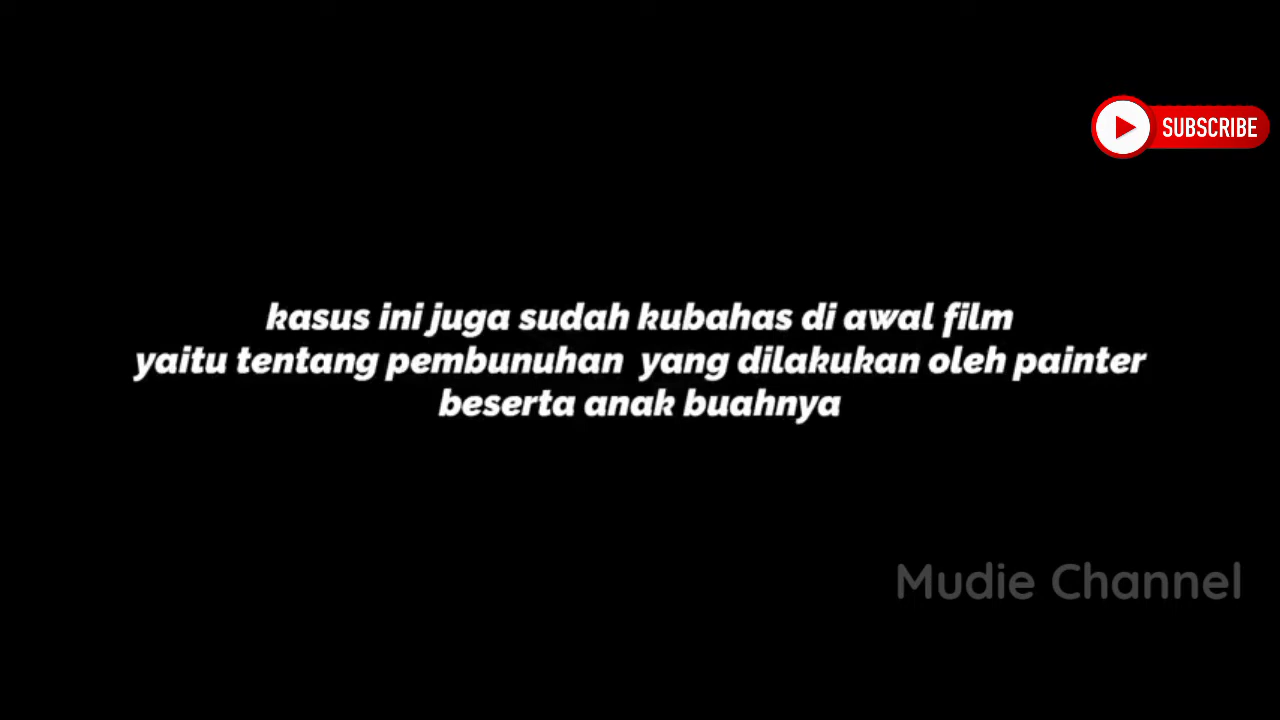 SUBSCRIBE
kasus ini juga sudah kubahas di awal film
yaitu tentang pembunuhan yang dilakukan oleh painter
beserta anak buahnya
Mudie Channel